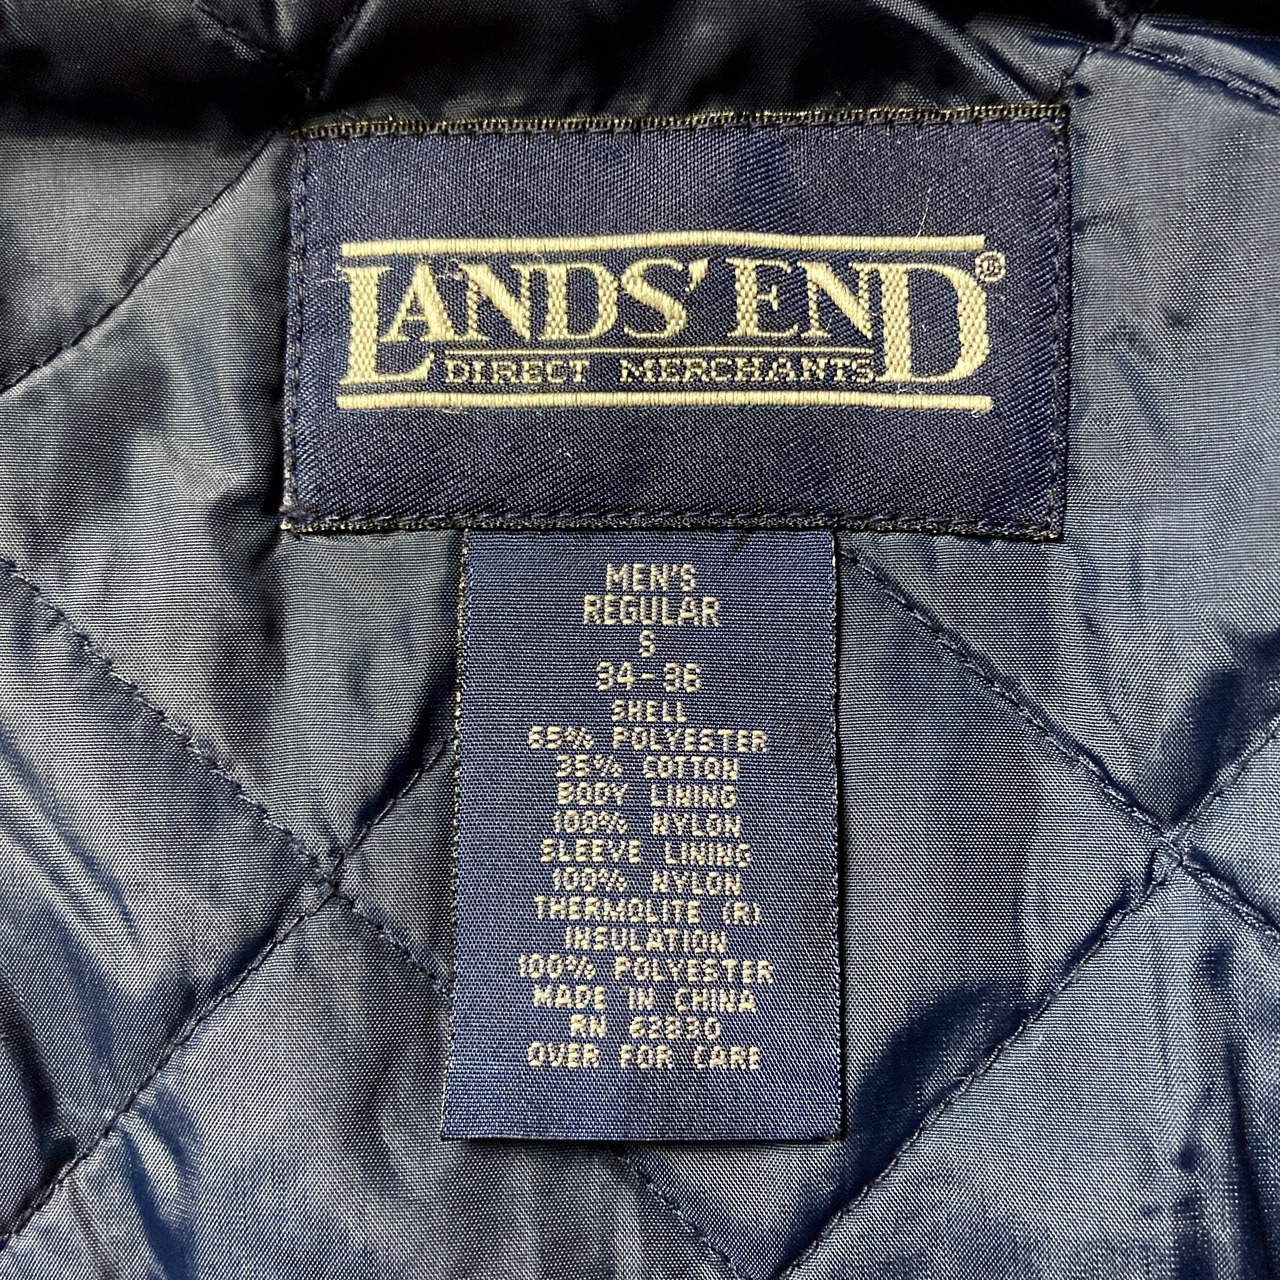 LANDS' END®
DIRECT MERCHANTS
MEN'S
REGULAR
S
34-36
SHELL
65% POLYESTER
35% COTTON
BODY LINING
100% NYLON
SLEEVE LINING
100% NYLON
THERMOLITE (R)
INSULATION
100% POLYESTER
MADE IN CHINA
RN 62830
OVER FOR CARE